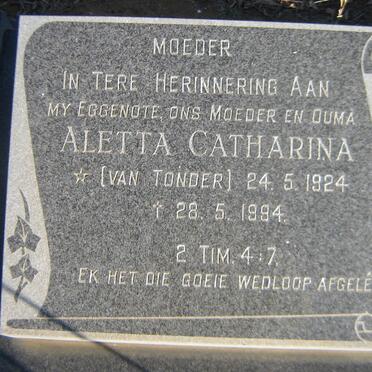 MOEDER
IN TERE HERINNERING AAN
MY EGGENOTE, ONS MOEDER EN OUMA
ALETTA CATHARINA
☆ (VAN TONDER) 24. 5. 1924
✝ 28. 5. 1994.
2 TIM. 4:7.
EK HET DIE GOEIE WEDLOOP AFGELÊ